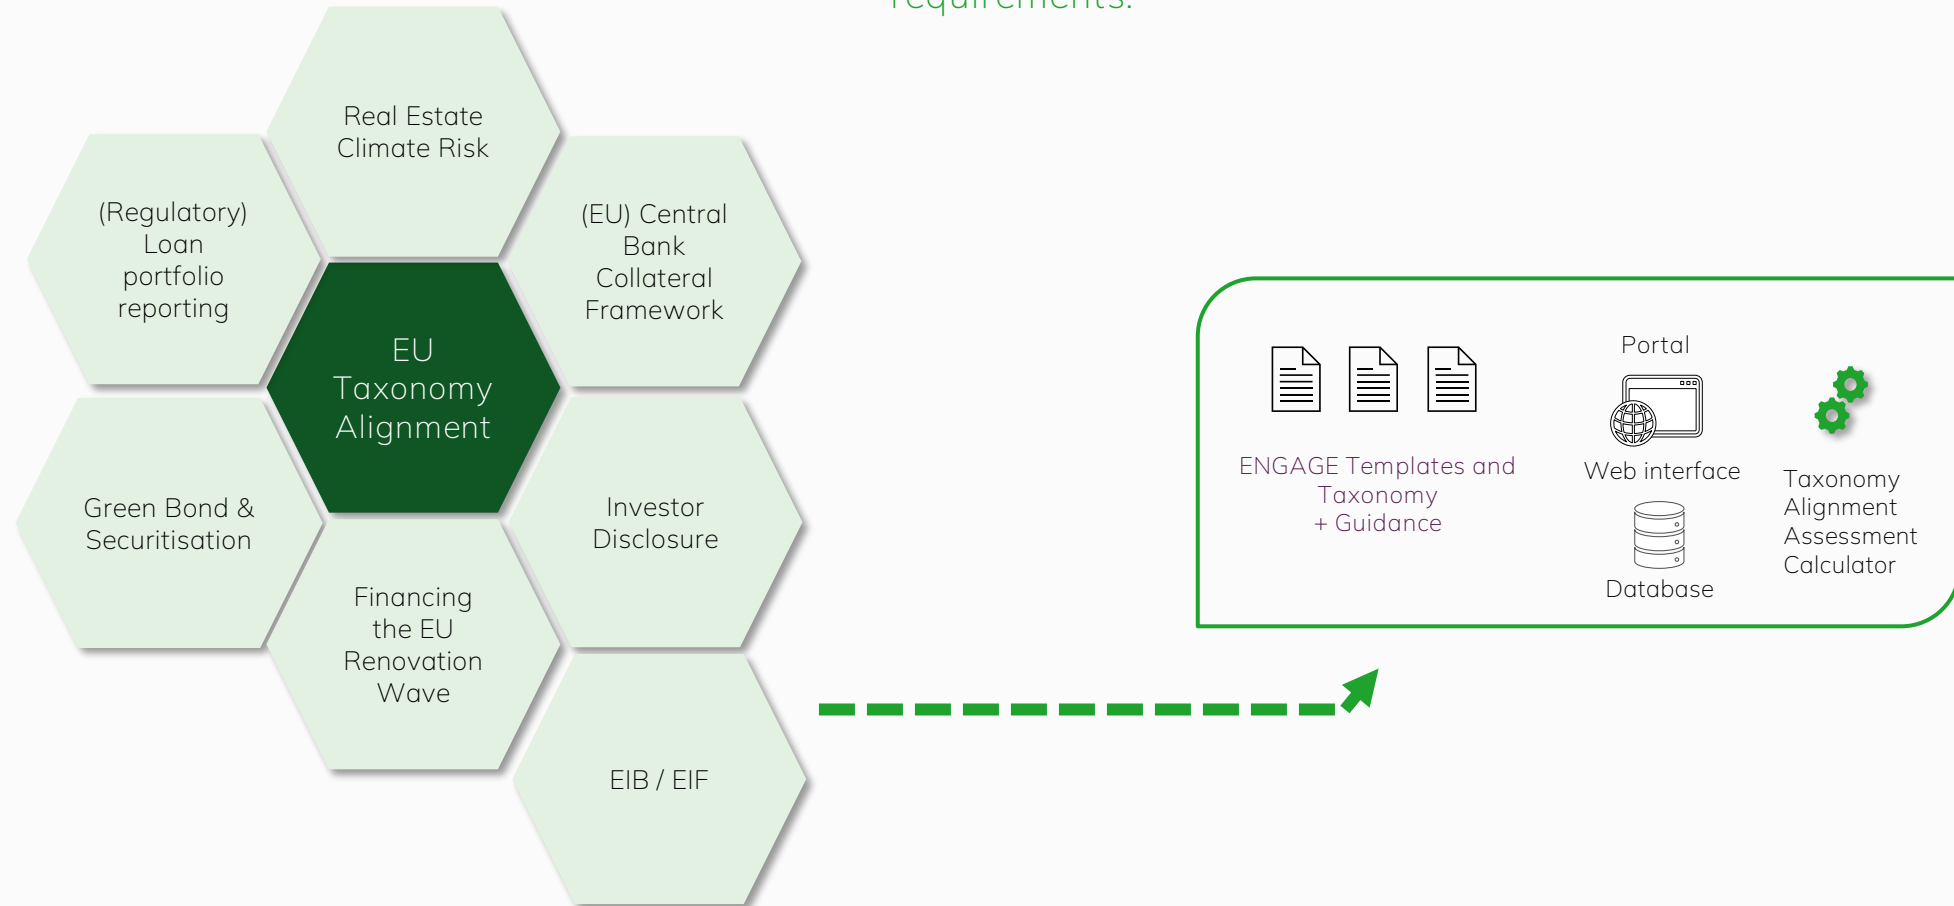 requirements.
Real Estate
Climate Risk
(Regulatory)
Loan
portfolio
reporting
(EU) Central
Bank
Collateral
Framework
EU
Taxonomy
Alignment
Green Bond &
Securitisation
Investor
Disclosure
Financing
the EU
Renovation
Wave
EIB / EIF
ENGAGE Templates and
Taxonomy
+ Guidance
Portal
Web interface
Database
Taxonomy
Alignment
Assessment
Calculator